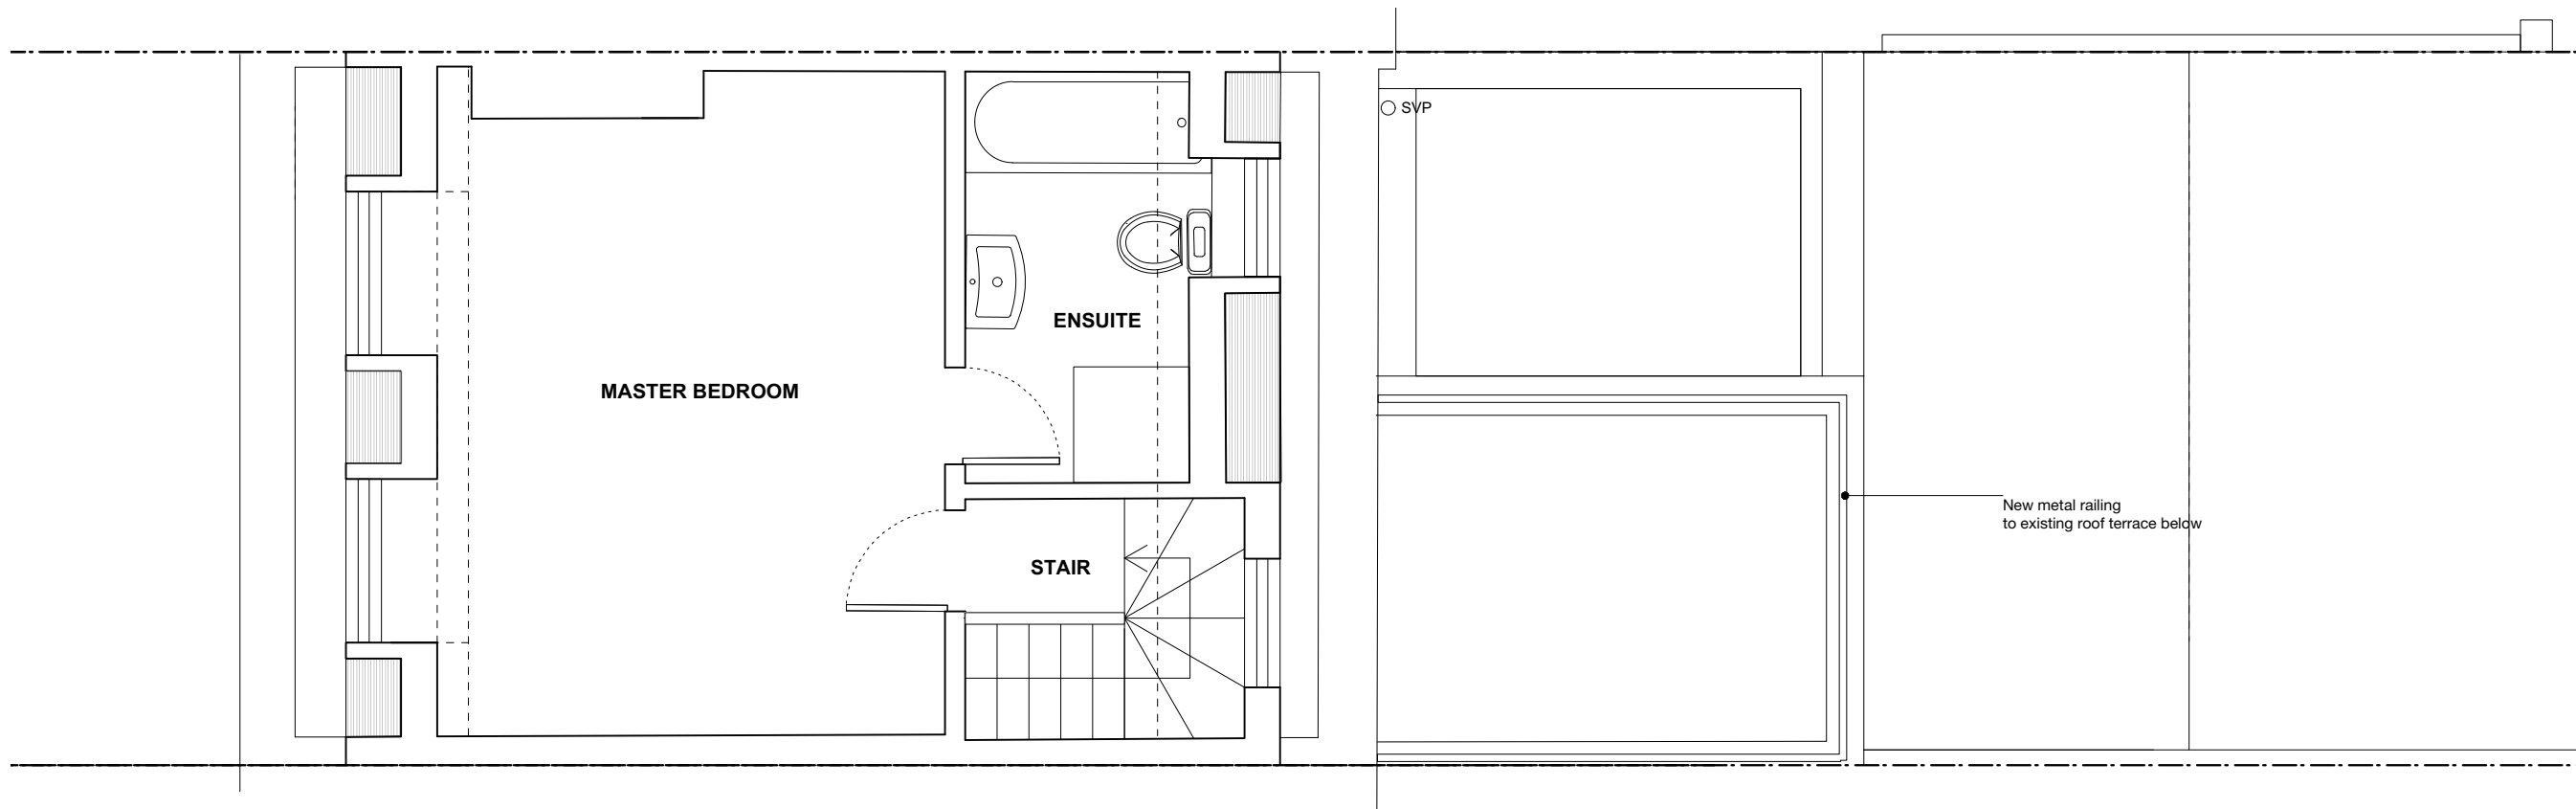 SVP
ENSUITE
MASTER BEDROOM
New metal railing
to existing roof terrace below
STAIR